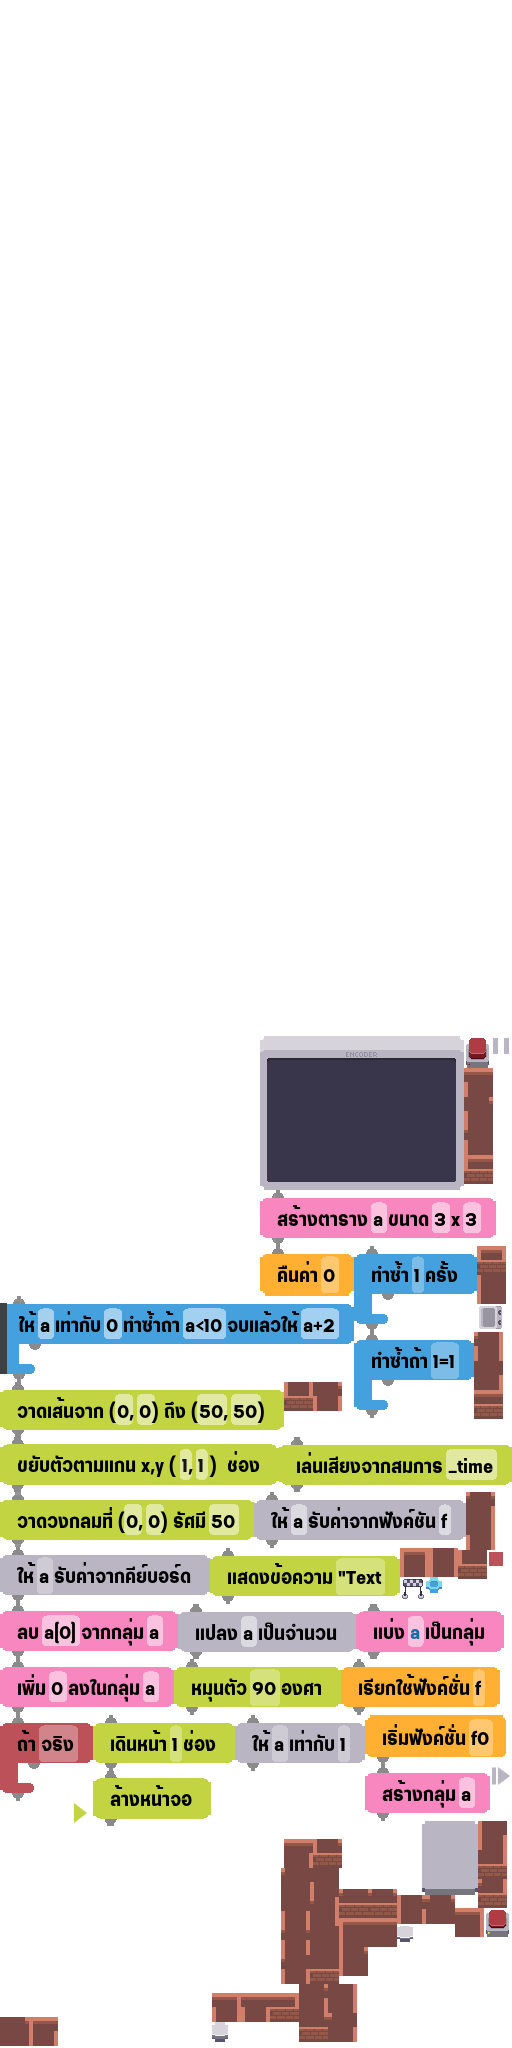 ENCODER
สร้างตาราง a ขนาด 3 x 3
คืนค่า 0
ทำซ้ำ 1 ครั้ง
ให้ a เท่ากับ 0 ทำซ้ำถ้า a<10 จบแล้วให้ a+2
ทำซ้ำถ้า 1=1
วาดเส้นจาก (0, 0) ถึง (50, 50)
ขยับตัวตามแกน x,y ( 1, 1 ) ช่อง
เล่นเสียงจากสมการ _time
วาดวงกลมที่ (0, 0) รัศมี 50
ให้ a รับค่าจากฟังค์ชัน f
ให้ a รับค่าจากคีย์บอร์ด
แสดงข้อความ "Text
ลบ a[0] จากกลุ่ม a
แปลง a เป็นจำนวน
แบ่ง a เป็นกลุ่ม
เพิ่ม 0 ลงในกลุ่ม a
หมุนตัว 90 องศา
เรียกใช้ฟังค์ชั่น f
ถ้า จริง
เดินหน้า 1 ช่อง
ให้ a เท่ากับ 1
เริ่มฟังค์ชั่น f0
ล้างหน้าจอ
สร้างกลุ่ม a